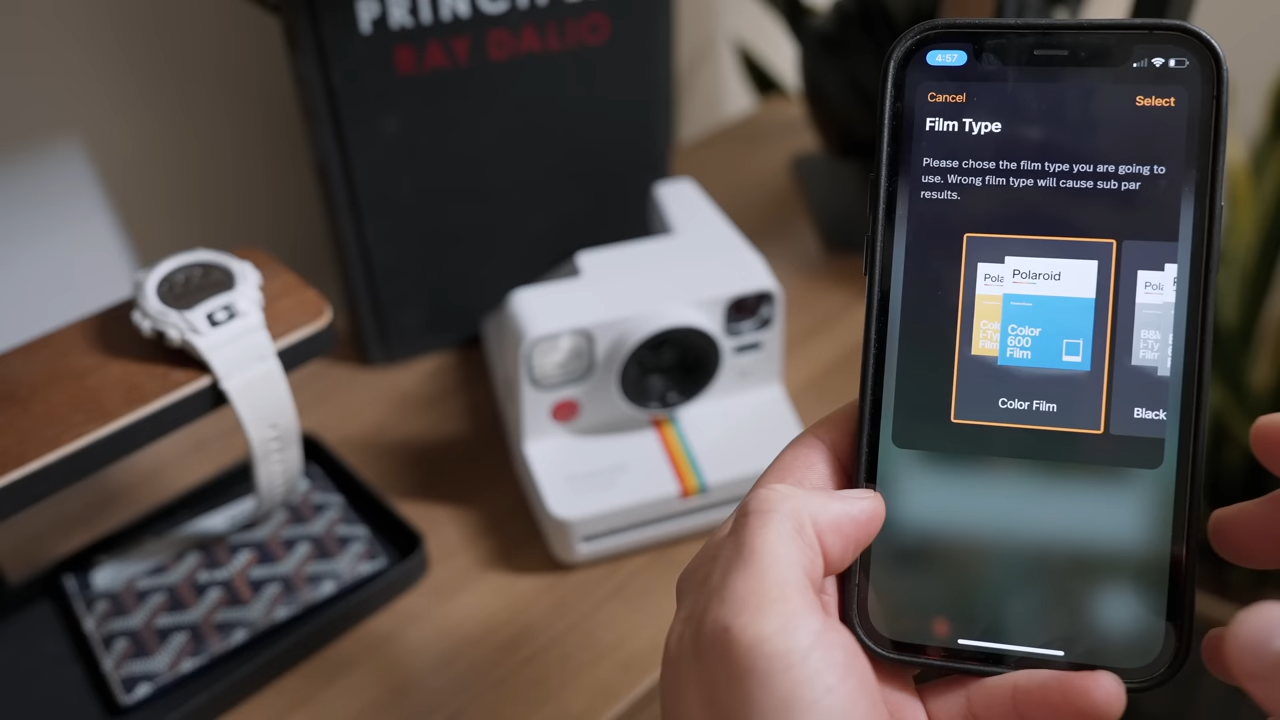 RAY DALIO
4:57
Cancel
Select
Film Type
Please chose the film type you are going to
use. Wrong film type will cause sub par
results.
Polaroid
Color
600
Film
Color Film
Black